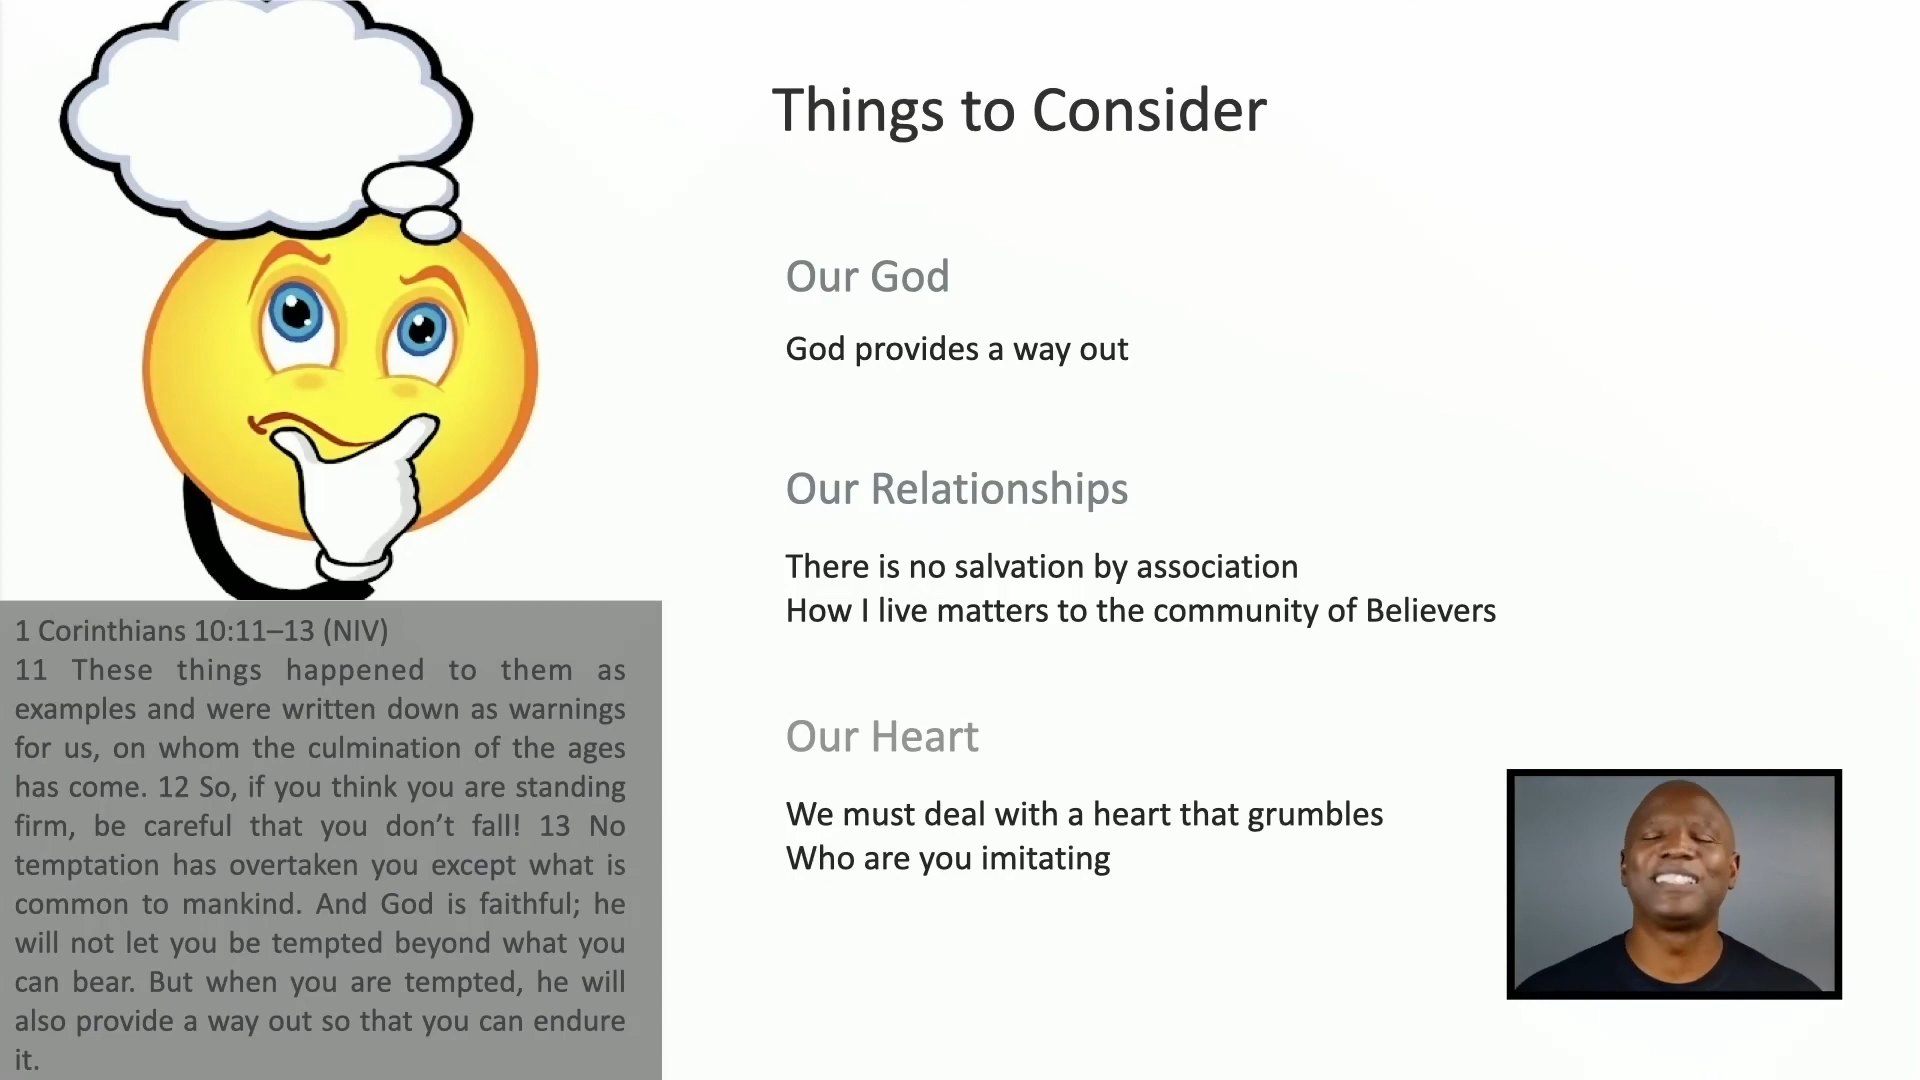 Things to Consider
Our God
God provides a way out
Our Relationships
There is no salvation by association
How I live matters to the community of Believers
Our Heart
We must deal with a heart that grumbles
Who are you imitating
1 Corinthians 10:11–13 (NIV)
11 These things happened to them as
examples and were written down as warnings
for us, on whom the culmination of the ages
has come. 12 So, if you think you are standing
firm, be careful that you don’t fall! 13 No
temptation has overtaken you except what is
common to mankind. And God is faithful; he
will not let you be tempted beyond what you
can bear. But when you are tempted, he will
also provide a way out so that you can endure
it.